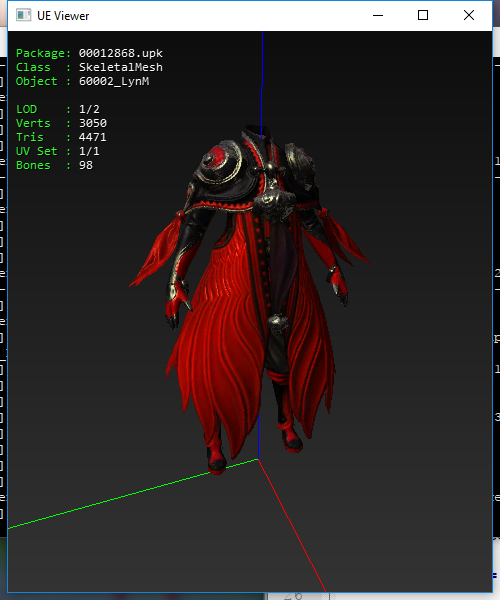 UE Viewer
Package: 00012868.upk
Class : SkeletalMesh
Object : 60002_LynM
LOD : 1/2
Verts : 3050
Tris : 4471
UV Set : 1/1
Bones : 98